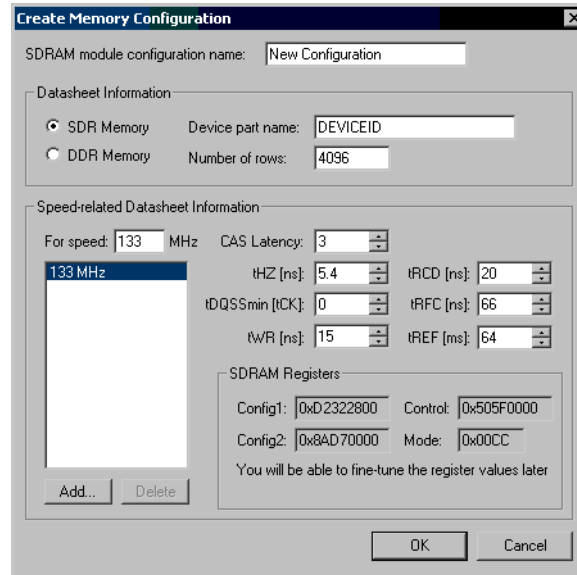 Create Memory Configuration
SDRAM module configuration name: New Configuration
Datasheet Information
SDR Memory Device part name: DEVICEID
DDR Memory Number of rows: 4096
Speed-related Datasheet Information
For speed: 133 MHz CAS Latency: 3
133 MHz
tHZ [ns]: 5.4 tRCD [ns]: 20
tDQSSmin [tCK]: 0 tRFC [ns]: 66
tWR [ns]: 15 tREF [ms]: 64
SDRAM Registers
Config1: 0xD2322800 Control: 0x505F0000
Config2: 0x8AD70000 Mode: 0x00CC
You will be able to fine-tune the register values later
Add... Delete
OK Cancel